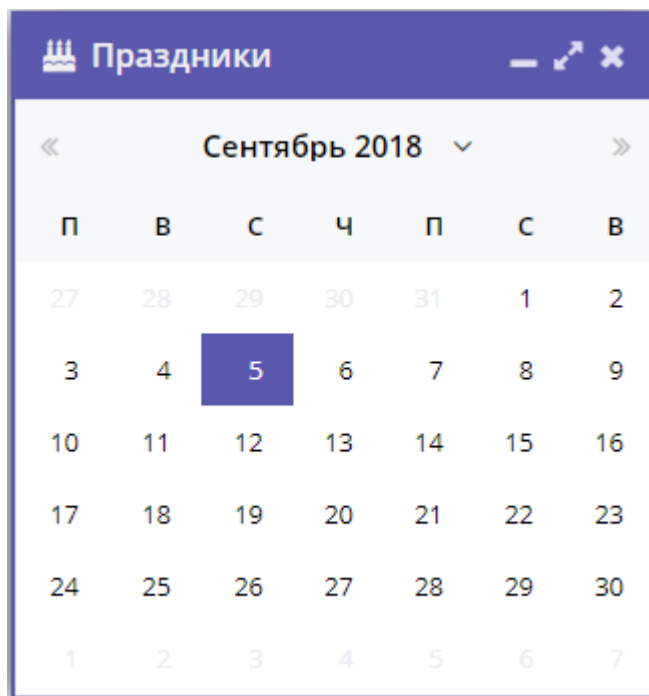 Праздники
Сентябрь 2018
П В С Ч П С В
27 28 29 30 31 1 2
3 4 5 6 7 8 9
10 11 12 13 14 15 16
17 18 19 20 21 22 23
24 25 26 27 28 29 30
1 2 3 4 5 6 7